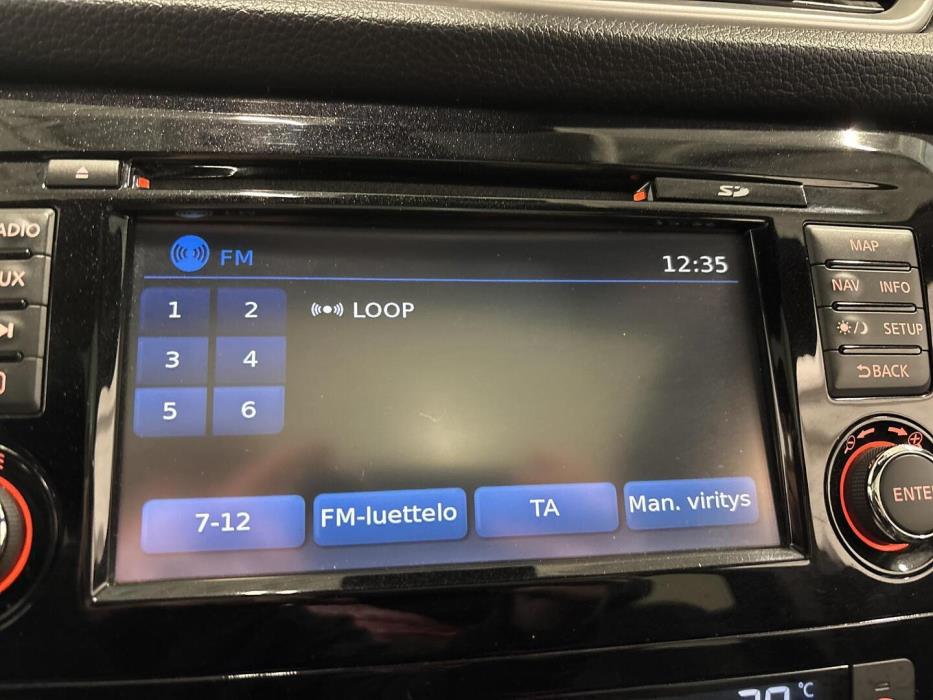 SD
ADIO
UX
FM
12:35
1 2
LOOP
3 4
5 6
7-12
FM-luettelo
TA
Man. viritys
MAP
NAV INFO
SETUP
BACK
ENTE
°C